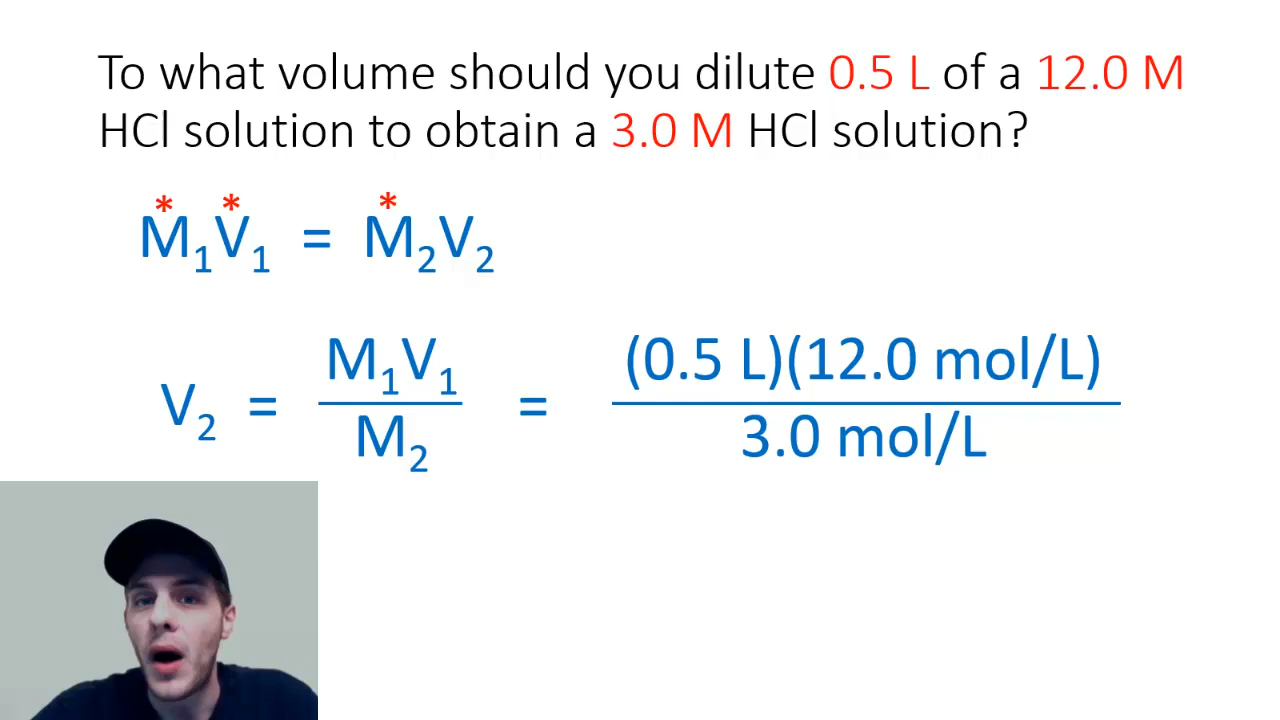 To what volume should you dilute 0.5 L of a 12.0 M
HCl solution to obtain a 3.0 M HCl solution?
* * *
M₁V₁ = M₂V₂
V₂ = M₁V₁ / M₂ = (0.5 L)(12.0 mol/L) / 3.0 mol/L